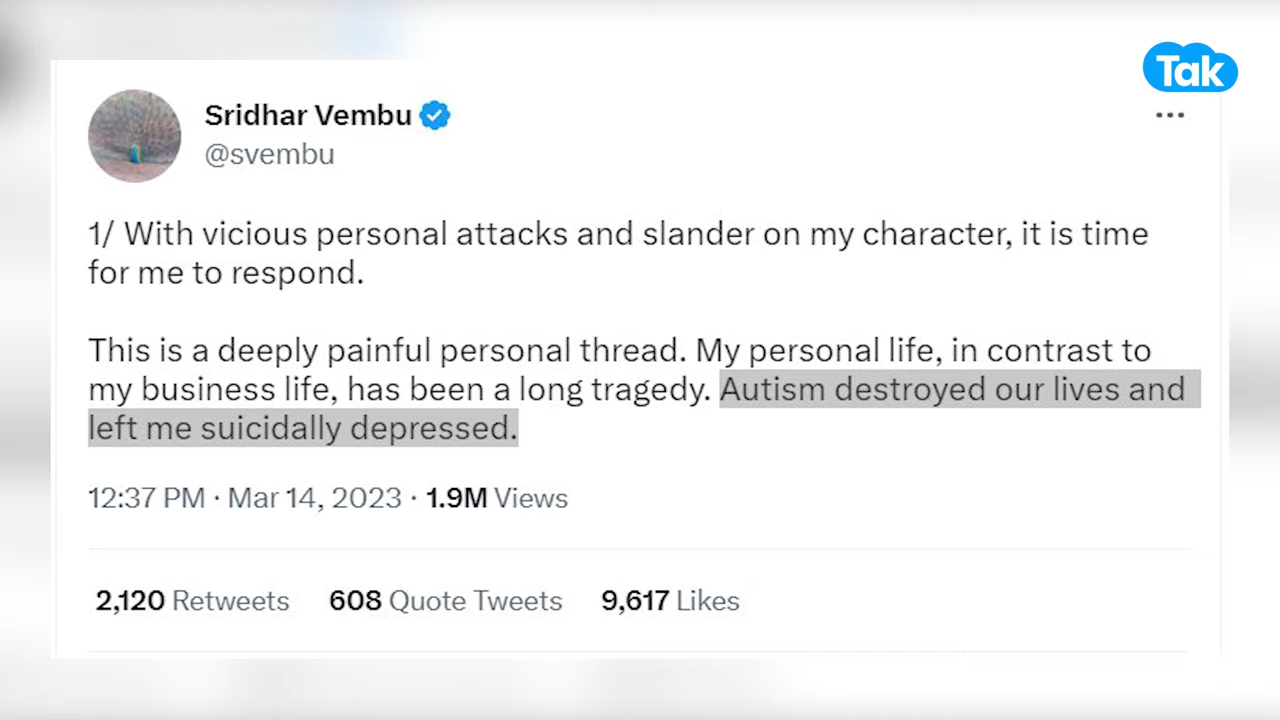 Tak
Sridhar Vembu
@svembu
1/ With vicious personal attacks and slander on my character, it is time
for me to respond.
This is a deeply painful personal thread. My personal life, in contrast to
my business life, has been a long tragedy. Autism destroyed our lives and
left me suicidally depressed.
12:37 PM · Mar 14, 2023 · 1.9M Views
2,120 Retweets 608 Quote Tweets 9,617 Likes